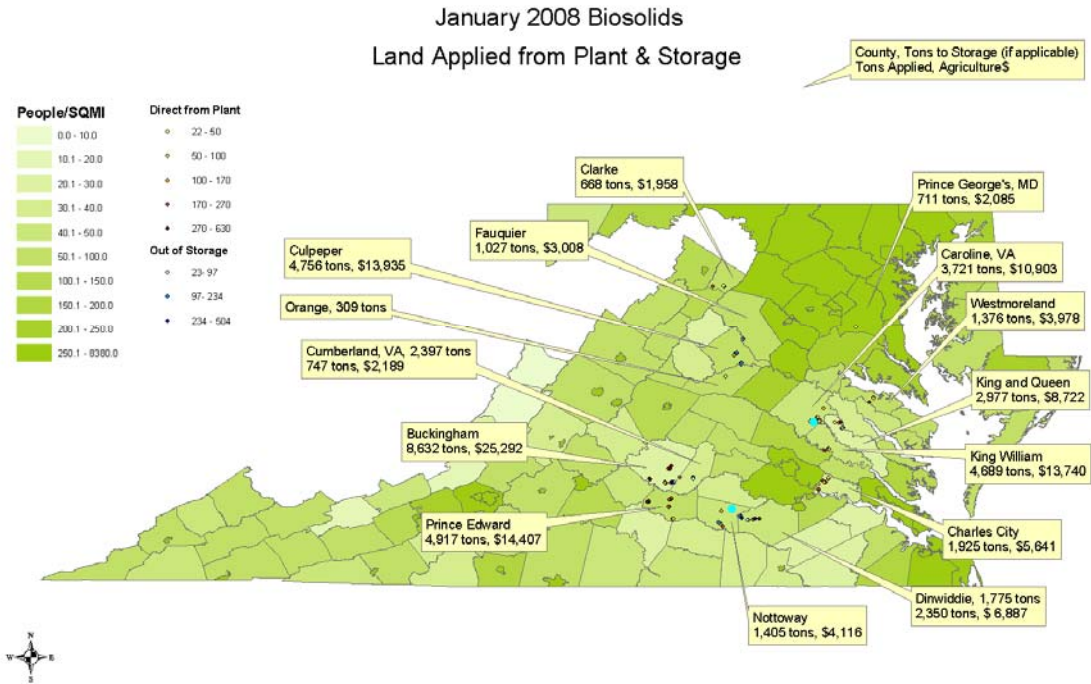 January 2008 Biosolids
Land Applied from Plant & Storage
County, Tons to Storage (if applicable)
Tons Applied, Agriculture$
People/SQMI
0.0 - 10.0
10.1 - 20.0
20.1 - 30.0
30.1 - 40.0
40.1 - 50.0
50.1 - 100.0
100.1 - 150.0
150.1 - 200.0
200.1 - 250.0
250.1 - 8380.0
Direct from Plant
22 - 50
50 - 100
100 - 170
170 - 270
270 - 630
Out of Storage
23- 97
97- 234
234 - 504
Clarke
668 tons, $1,958
Prince George's, MD
711 tons, $2,085
Fauquier
1,027 tons, $3,008
Culpeper
4,756 tons, $13,935
Caroline, VA
3,721 tons, $10,903
Orange, 309 tons
Westmoreland
1,376 tons, $3,978
Cumberland, VA, 2,397 tons
747 tons, $2,189
King and Queen
2,977 tons, $8,722
Buckingham
8,632 tons, $25,292
King William
4,689 tons, $13,740
Prince Edward
4,917 tons, $14,407
Charles City
1,925 tons, $5,641
Dinwiddie, 1,775 tons
2,350 tons, $ 6,887
Nottoway
1,405 tons, $4,116
N
W E
S